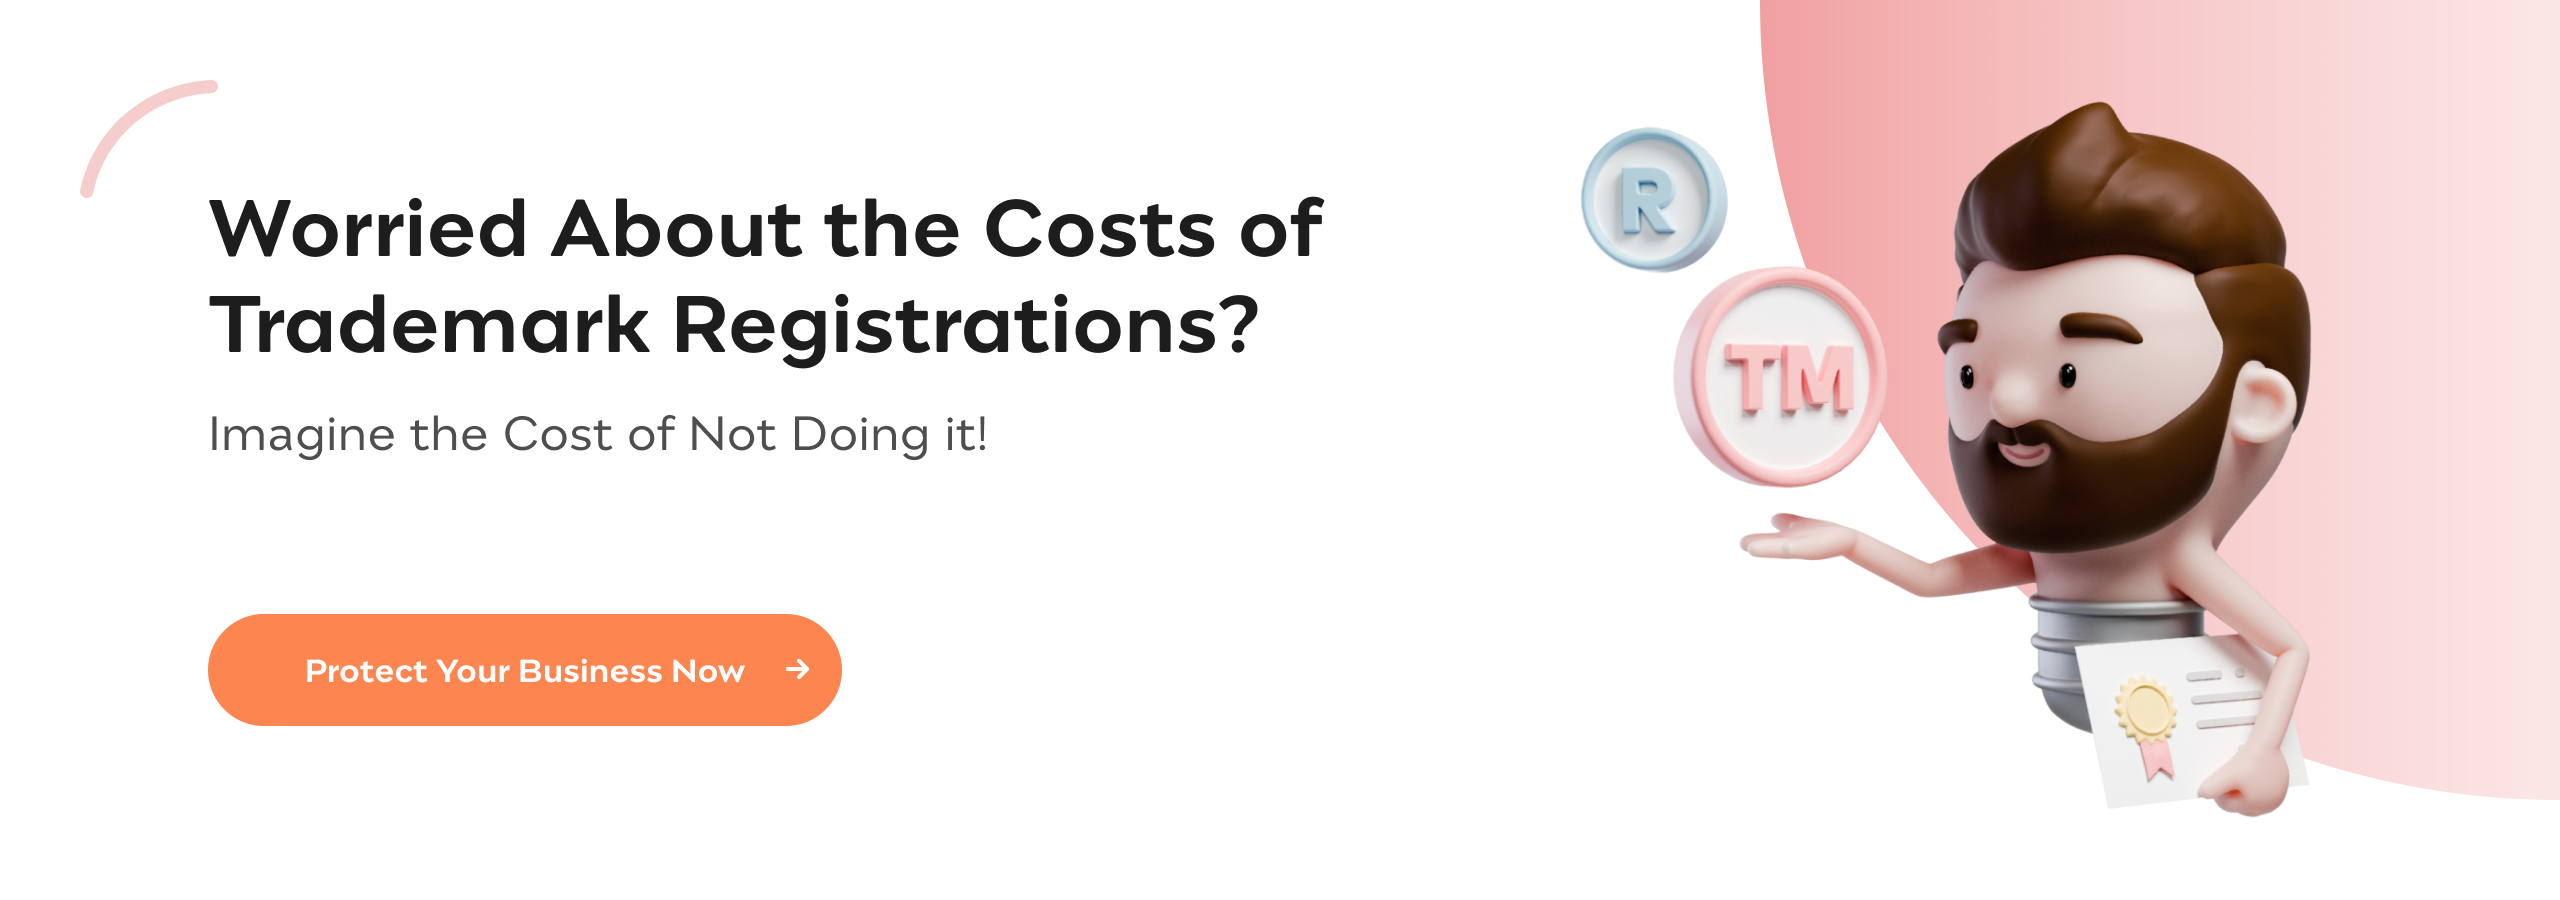 Worried About the Costs of
Trademark Registrations?
Imagine the Cost of Not Doing it!
Protect Your Business Now →
R
TM